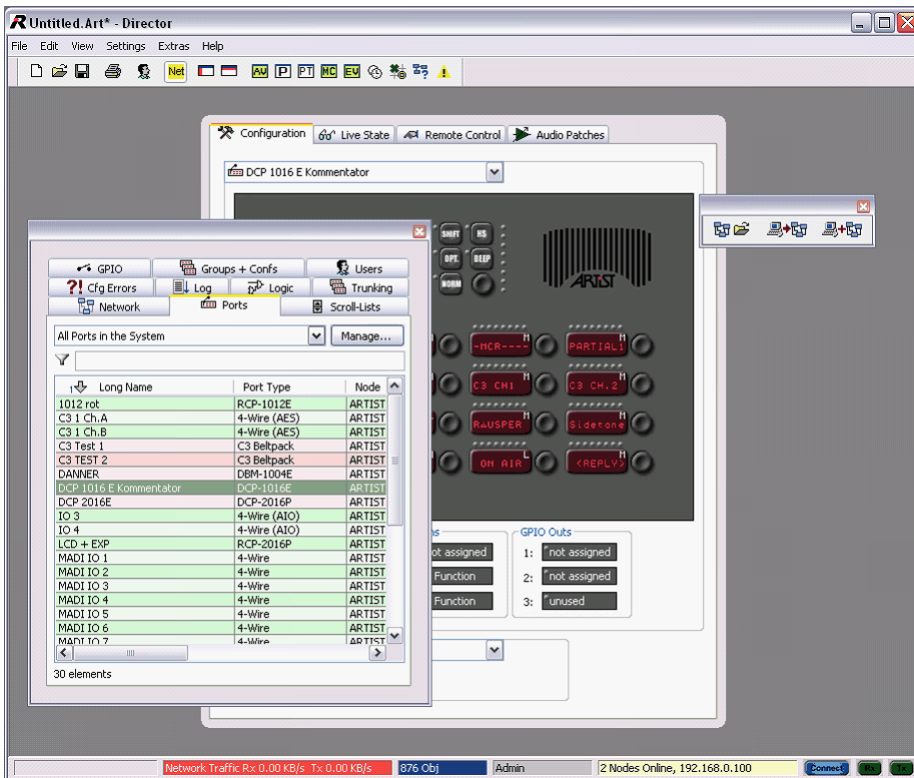 Untitled.Art* - Director
File Edit View Settings Extras Help
Net AV P PT MC EV
Configuration Live State Remote Control Audio Patches
DCP 1016 E Kommentator
SHIFT HS
OPT. BEEP
NORM
ARTIST
GPIO Groups + Confs Users
?! Cfg Errors Log Logic Trunking
Network Ports Scroll-Lists
All Ports in the System Manage...
Long Name Port Type Node
1012 rot RCP-1012E ARTIST
C3 1 Ch.A 4-Wire (AES) ARTIST
C3 1 Ch.B 4-Wire (AES) ARTIST
C3 Test 1 C3 Beltpack ARTIST
C3 TEST 2 C3 Beltpack ARTIST
DANNER DBM-1004E ARTIST
DCP 1016 E Kommentator DCP-1016E ARTIST
DCP 2016E DCP-2016P ARTIST
IO 3 4-Wire (AIO) ARTIST
IO 4 4-Wire (AIO) ARTIST
LCD + EXP RCP-2016P ARTIST
MADI IO 1 4-Wire ARTIST
MADI IO 2 4-Wire ARTIST
MADI IO 3 4-Wire ARTIST
MADI IO 4 4-Wire ARTIST
MADI IO 5 4-Wire ARTIST
MADI IO 6 4-Wire ARTIST
MADI IO 7 4-Wire ARTIST
30 elements
-MCR---- M PARTIAL1 M
C3 CH1 M C3 CH.2 M
RAUSPER M Sidetone M
ON AIR L <REPLY> M
GPIO Outs
ot assigned 1: not assigned
Function 2: not assigned
Function 3: unused
Network Traffic Rx 0.00 KB/s Tx 0.00 KB/s 876 Obj Admin 2 Nodes Online, 192.168.0.100 Connect Rx Tx